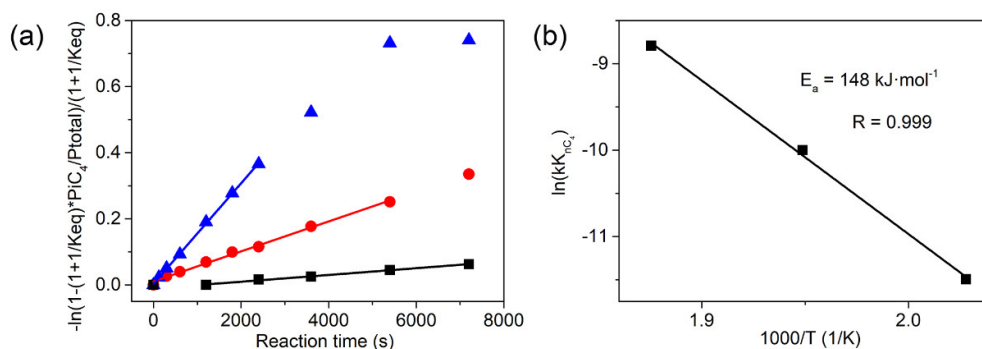 (a)
-ln(1-(1+1/Keq)*PiC₄/Ptotal)/(1+1/Keq)
0.8
0.6
0.4
0.2
0.0
0 2000 4000 6000 8000
Reaction time (s)
(b)
ln(kK_nC₄)
-9
-10
-11
Eₐ = 148 kJ·mol⁻¹
R = 0.999
1.9 2.0
1000/T (1/K)